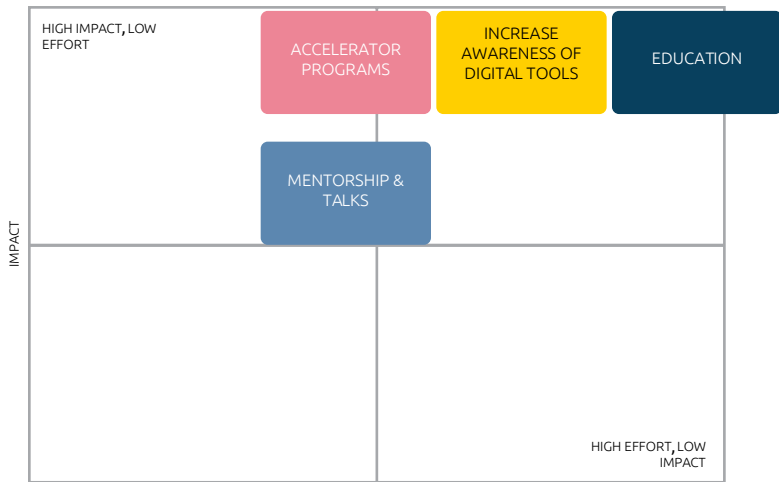 HIGH IMPACT, LOW
EFFORT
ACCELERATOR
PROGRAMS
INCREASE
AWARENESS OF
DIGITAL TOOLS
EDUCATION
MENTORSHIP &
TALKS
IMPACT
HIGH EFFORT, LOW
IMPACT